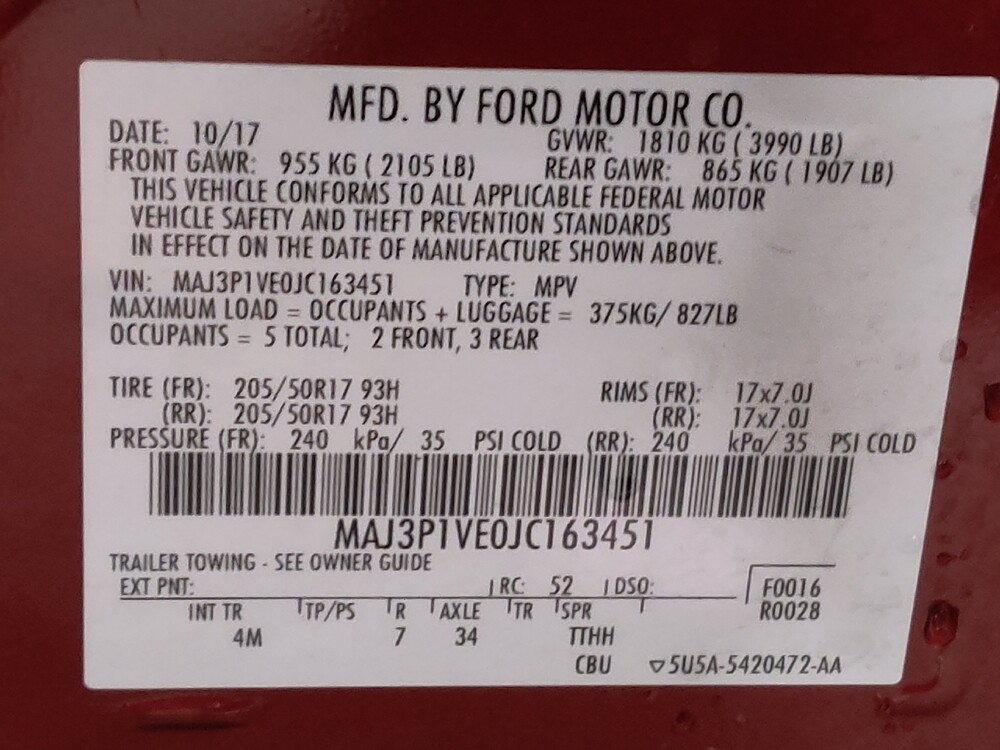 MFD. BY FORD MOTOR CO.
DATE: 10/17 GVWR: 1810 KG ( 3990 LB)
FRONT GAWR: 955 KG ( 2105 LB) REAR GAWR: 865 KG ( 1907 LB)
THIS VEHICLE CONFORMS TO ALL APPLICABLE FEDERAL MOTOR
VEHICLE SAFETY AND THEFT PREVENTION STANDARDS
IN EFFECT ON THE DATE OF MANUFACTURE SHOWN ABOVE.
VIN: MAJ3P1VE0JC163451 TYPE: MPV
MAXIMUM LOAD = OCCUPANTS + LUGGAGE = 375KG/ 827LB
OCCUPANTS = 5 TOTAL; 2 FRONT, 3 REAR
TIRE (FR): 205/50R17 93H RIMS (FR): 17x7.0J
(RR): 205/50R17 93H (RR): 17x7.0J
PRESSURE (FR): 240 kPa/ 35 PSI COLD (RR): 240 kPa/ 35 PSI COLD
MAJ3P1VE0JC163451
TRAILER TOWING - SEE OWNER GUIDE
EXT PNT: RC: 52 DSO: F0016
INT TR TP/PS R AXLE TR SPR R0028
4M 7 34 TTHH
CBU ▽5U5A-5420472-AA